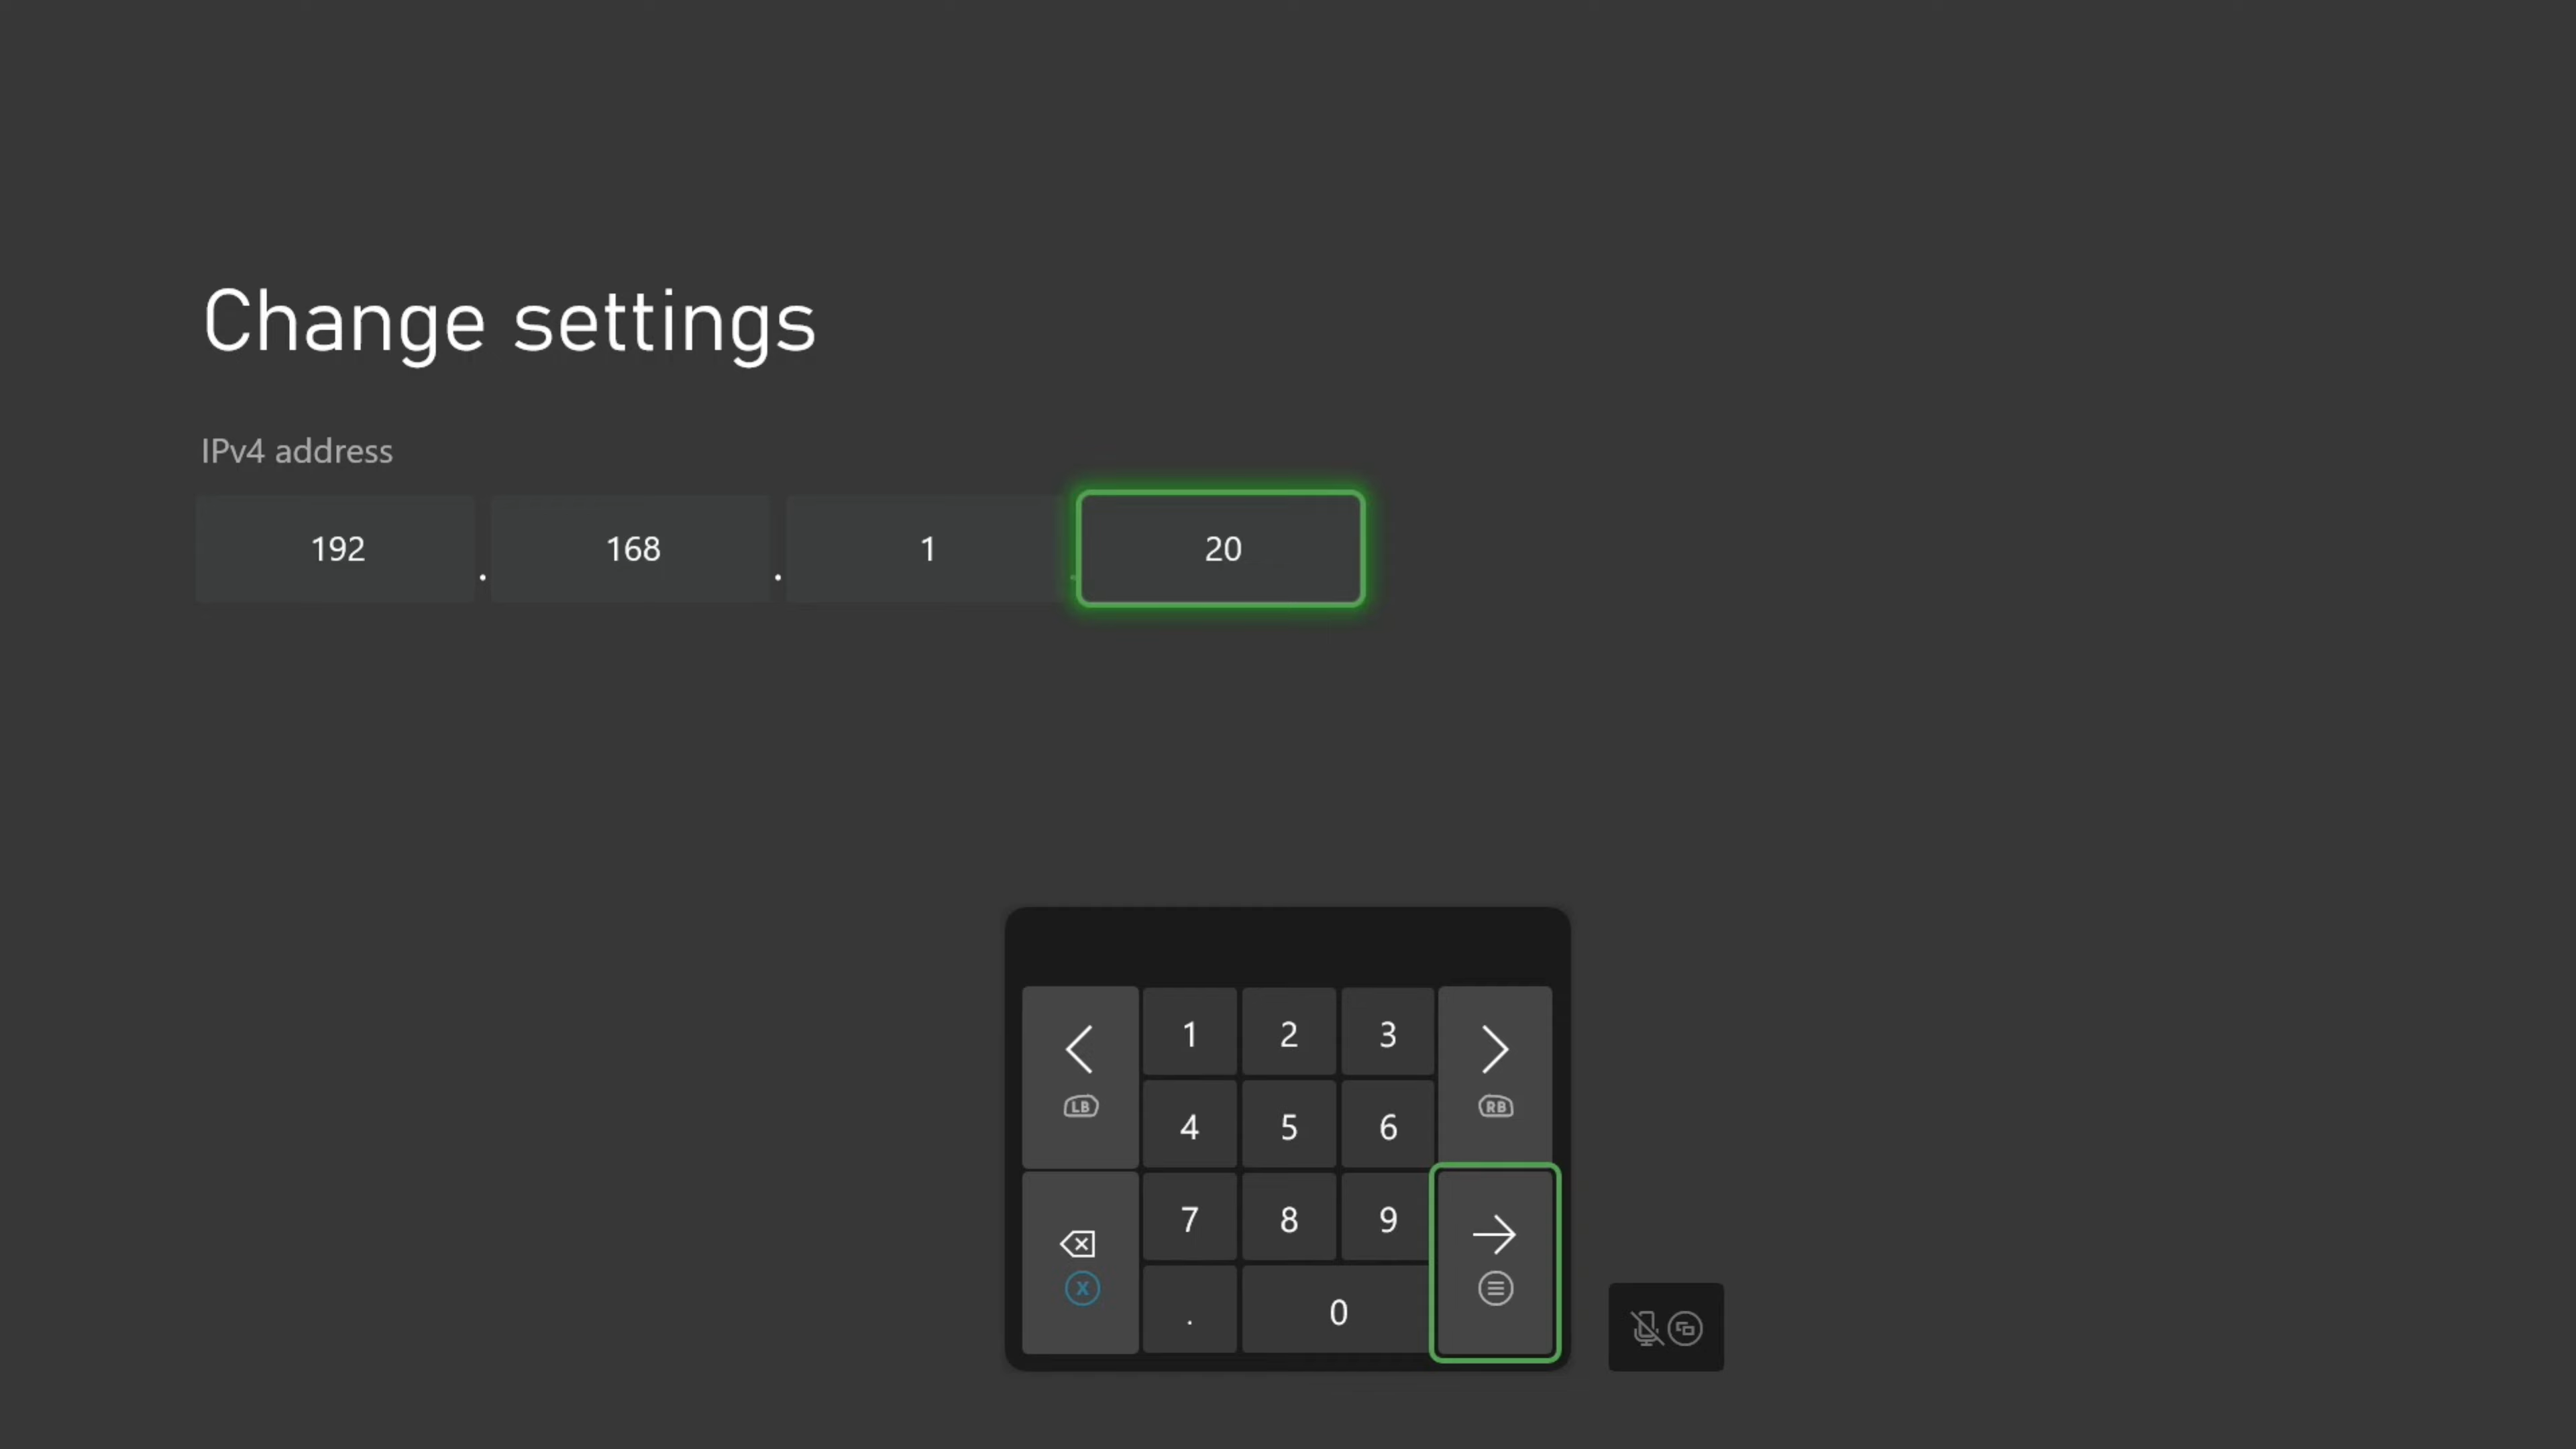 Change settings
IPv4 address
192 . 168 . 1 . 20
1 2 3
LB RB
4 5 6
7 8 9
X
. 0